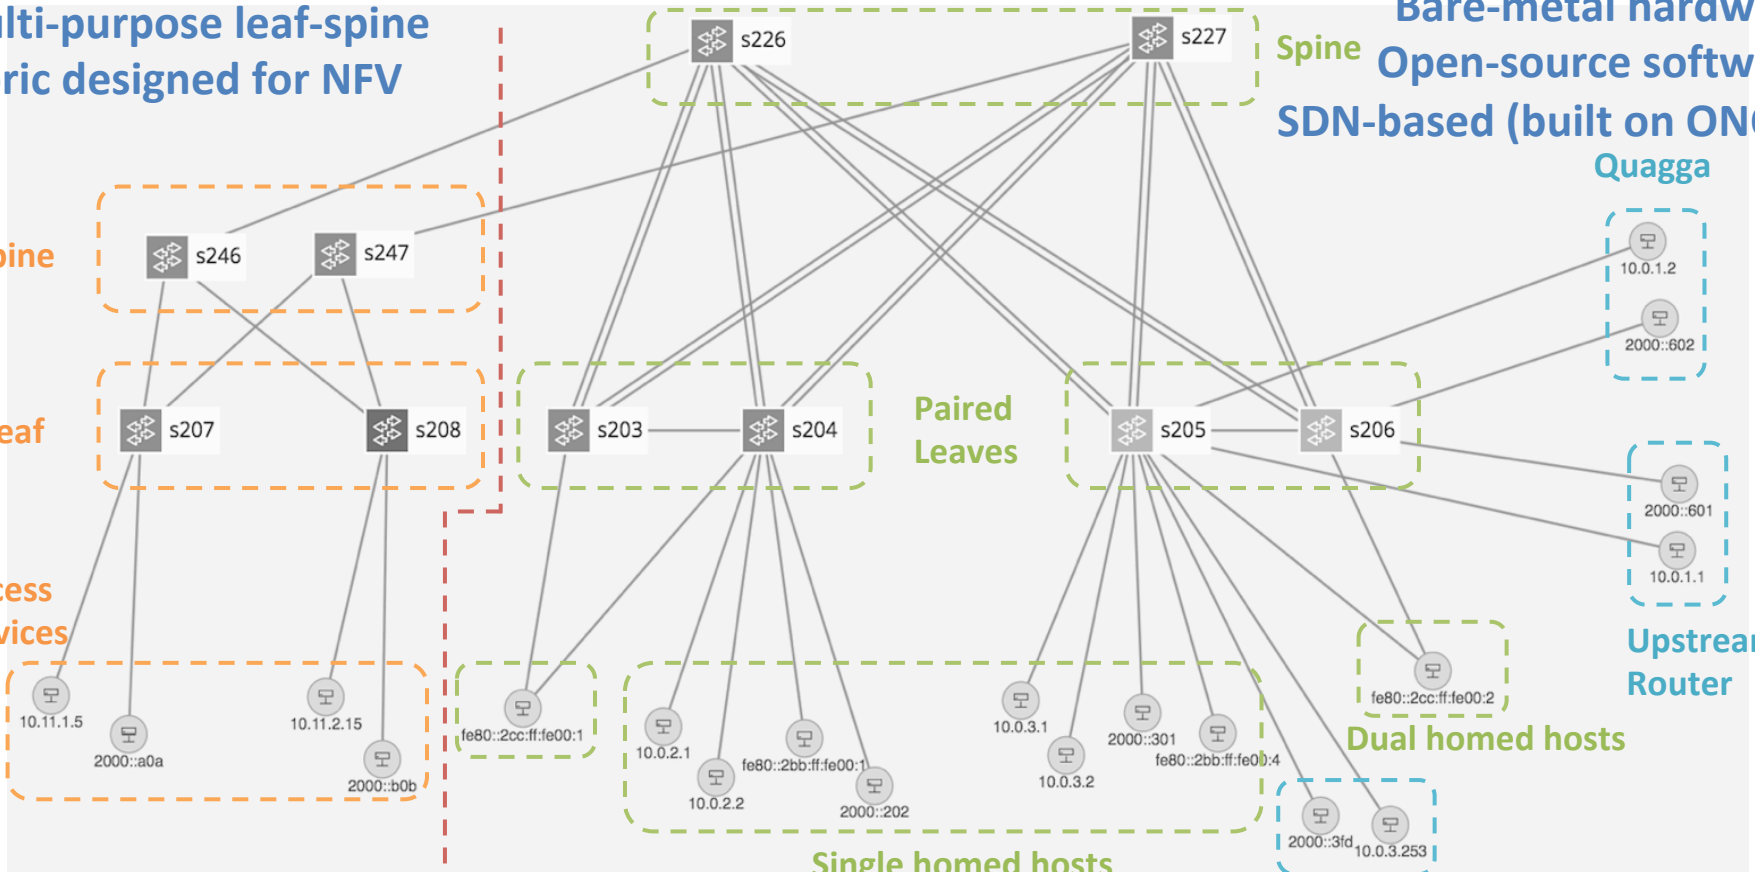 lti-purpose leaf-spine
ric designed for NFV
s226
s227
Spine
Bare-metal hardw
Open-source softw
SDN-based (built on ON
Quagga
10.0.1.2
2000::602
pine
s246
s247
eaf
s207
s208
s203
s204
Paired
Leaves
s205
s206
2000::601
10.0.1.1
Upstrea
Router
cess
vices
10.11.1.5
2000::a0a
10.11.2.15
2000::b0b
fe80::2cc:ff:fe00:1
10.0.2.1
10.0.2.2
fe80::2bb:ff:fe00:1
2000::202
10.0.3.1
10.0.3.2
2000::301
fe80::2bb:ff:fe00:4
fe80::2cc:ff:fe00:2
Dual homed hosts
2000::3fd
10.0.3.253
Single homed hosts